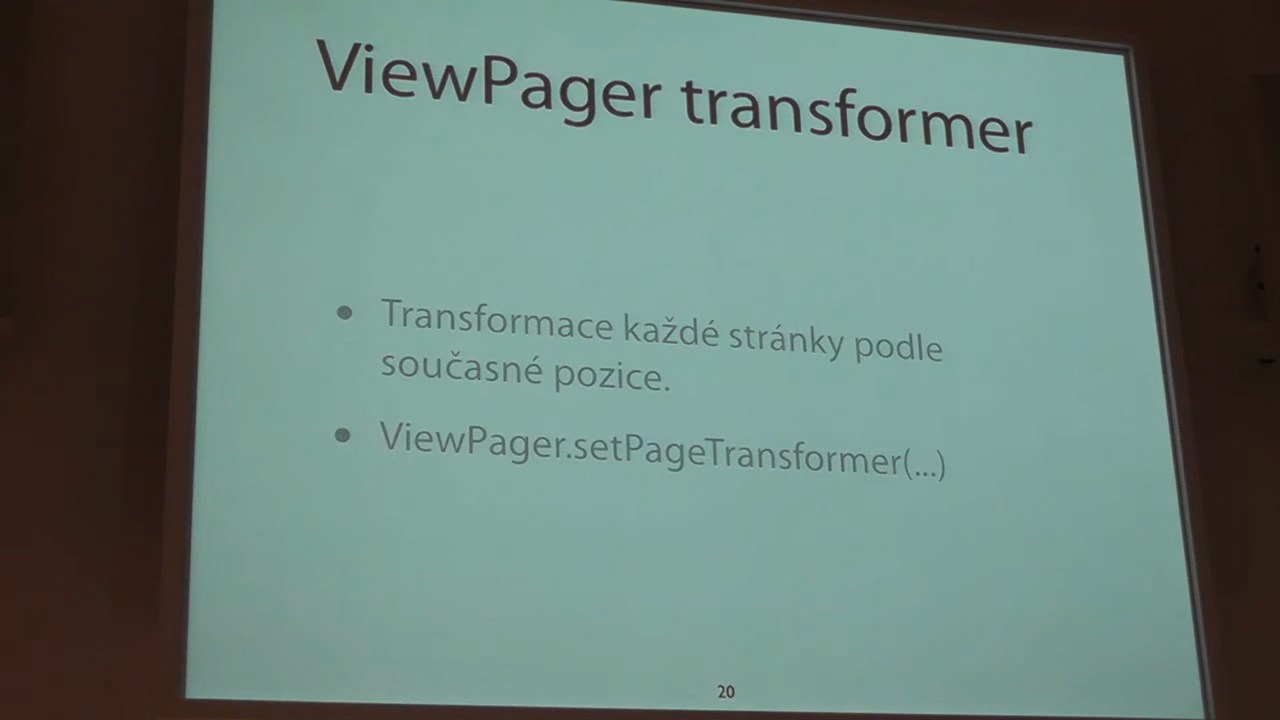 ViewPager transformer
• Transformace každé stránky podle
současné pozice.
• ViewPager.setPageTransformer(...)
20